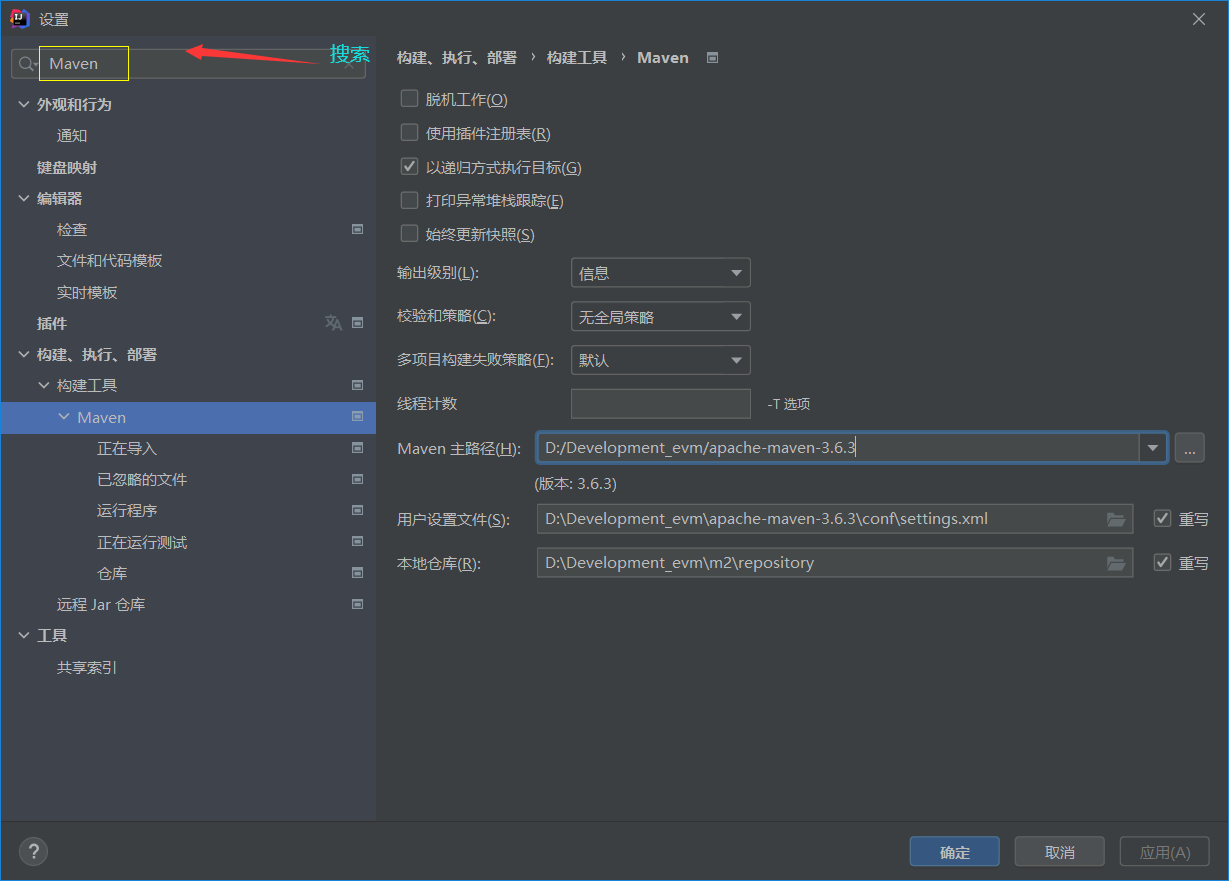 设置
Maven
搜索
外观和行为
通知
键盘映射
编辑器
检查
文件和代码模板
实时模板
插件
构建、执行、部署
构建工具
Maven
正在导入
已忽略的文件
运行程序
正在运行测试
仓库
远程 Jar 仓库
工具
共享索引
构建、执行、部署 › 构建工具 › Maven
脱机工作(O)
使用插件注册表(R)
以递归方式执行目标(G)
打印异常堆栈跟踪(E)
始终更新快照(S)
输出级别(L): 信息
校验和策略(C): 无全局策略
多项目构建失败策略(F): 默认
线程计数 -T 选项
Maven 主路径(H): D:/Development_evm/apache-maven-3.6.3 ...
(版本: 3.6.3)
用户设置文件(S): D:\Development_evm\apache-maven-3.6.3\conf\settings.xml 重写
本地仓库(R): D:\Development_evm\m2\repository 重写
? 确定 取消 应用(A)